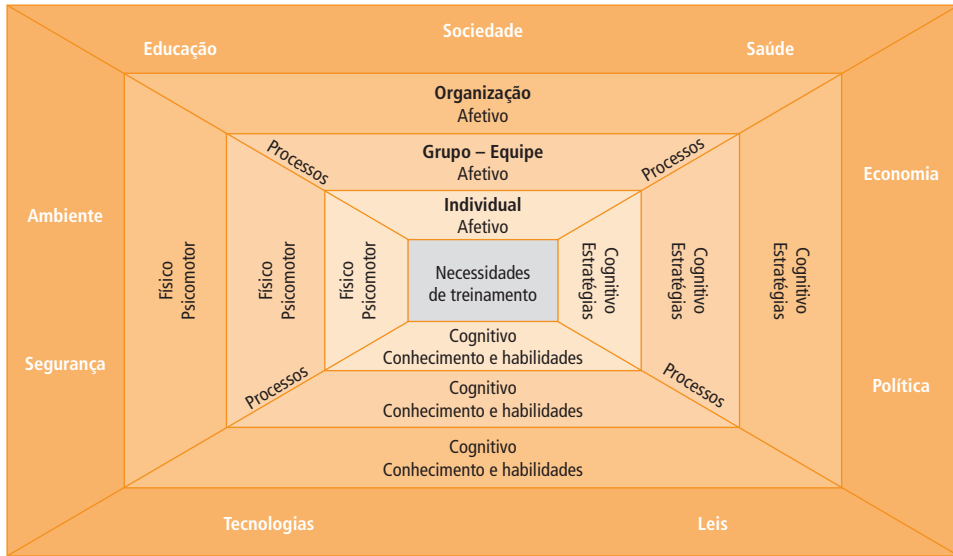 Sociedade
Educação
Saúde
Organização
Afetivo
Processos
Grupo – Equipe
Afetivo
Processos
Economia
Individual
Afetivo
Ambiente
Físico
Psicomotor
Físico
Psicomotor
Físico
Psicomotor
Necessidades
de treinamento
Cognitivo
Estratégias
Cognitivo
Estratégias
Cognitivo
Estratégias
Segurança
Cognitivo
Conhecimento e habilidades
Processos
Processos
Política
Cognitivo
Conhecimento e habilidades
Cognitivo
Conhecimento e habilidades
Tecnologias
Leis